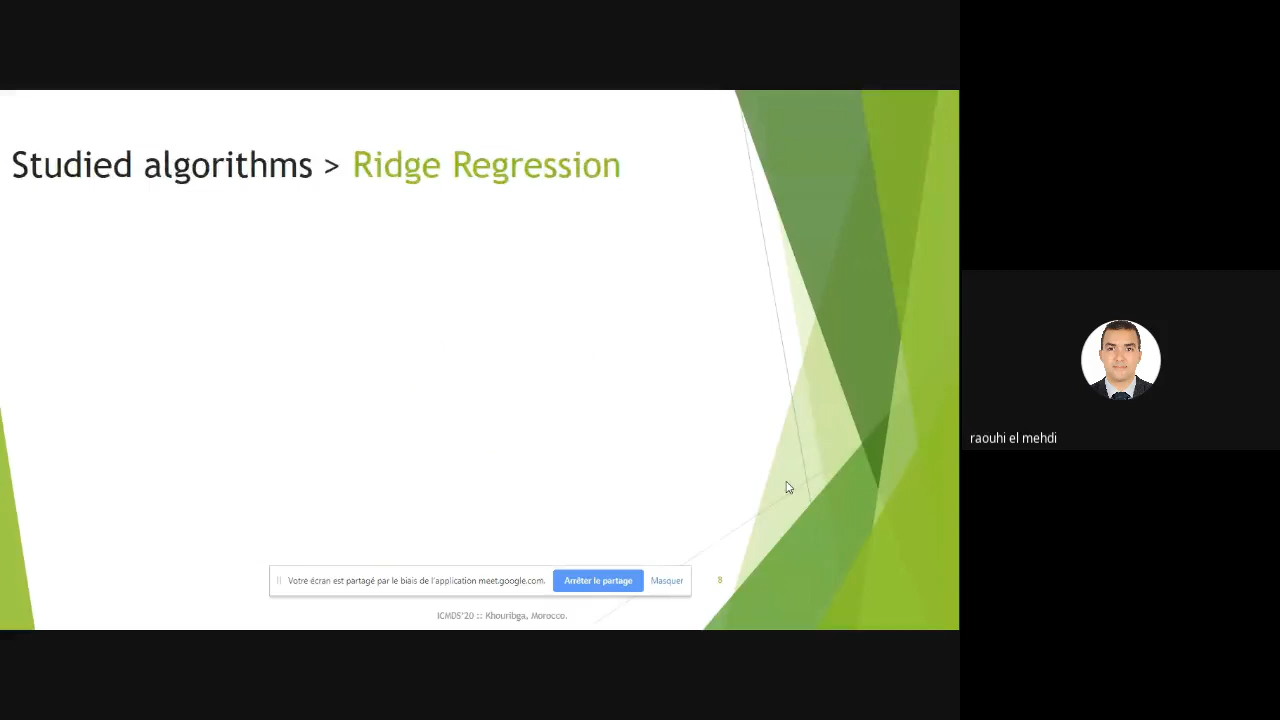 Studied algorithms > Ridge Regression
raouhi el mehdi
Votre écran est partagé par le biais de l'application meet.google.com.
Arrêter le partage
Masquer
8
ICMDS'20 :: Khouribga, Morocco.